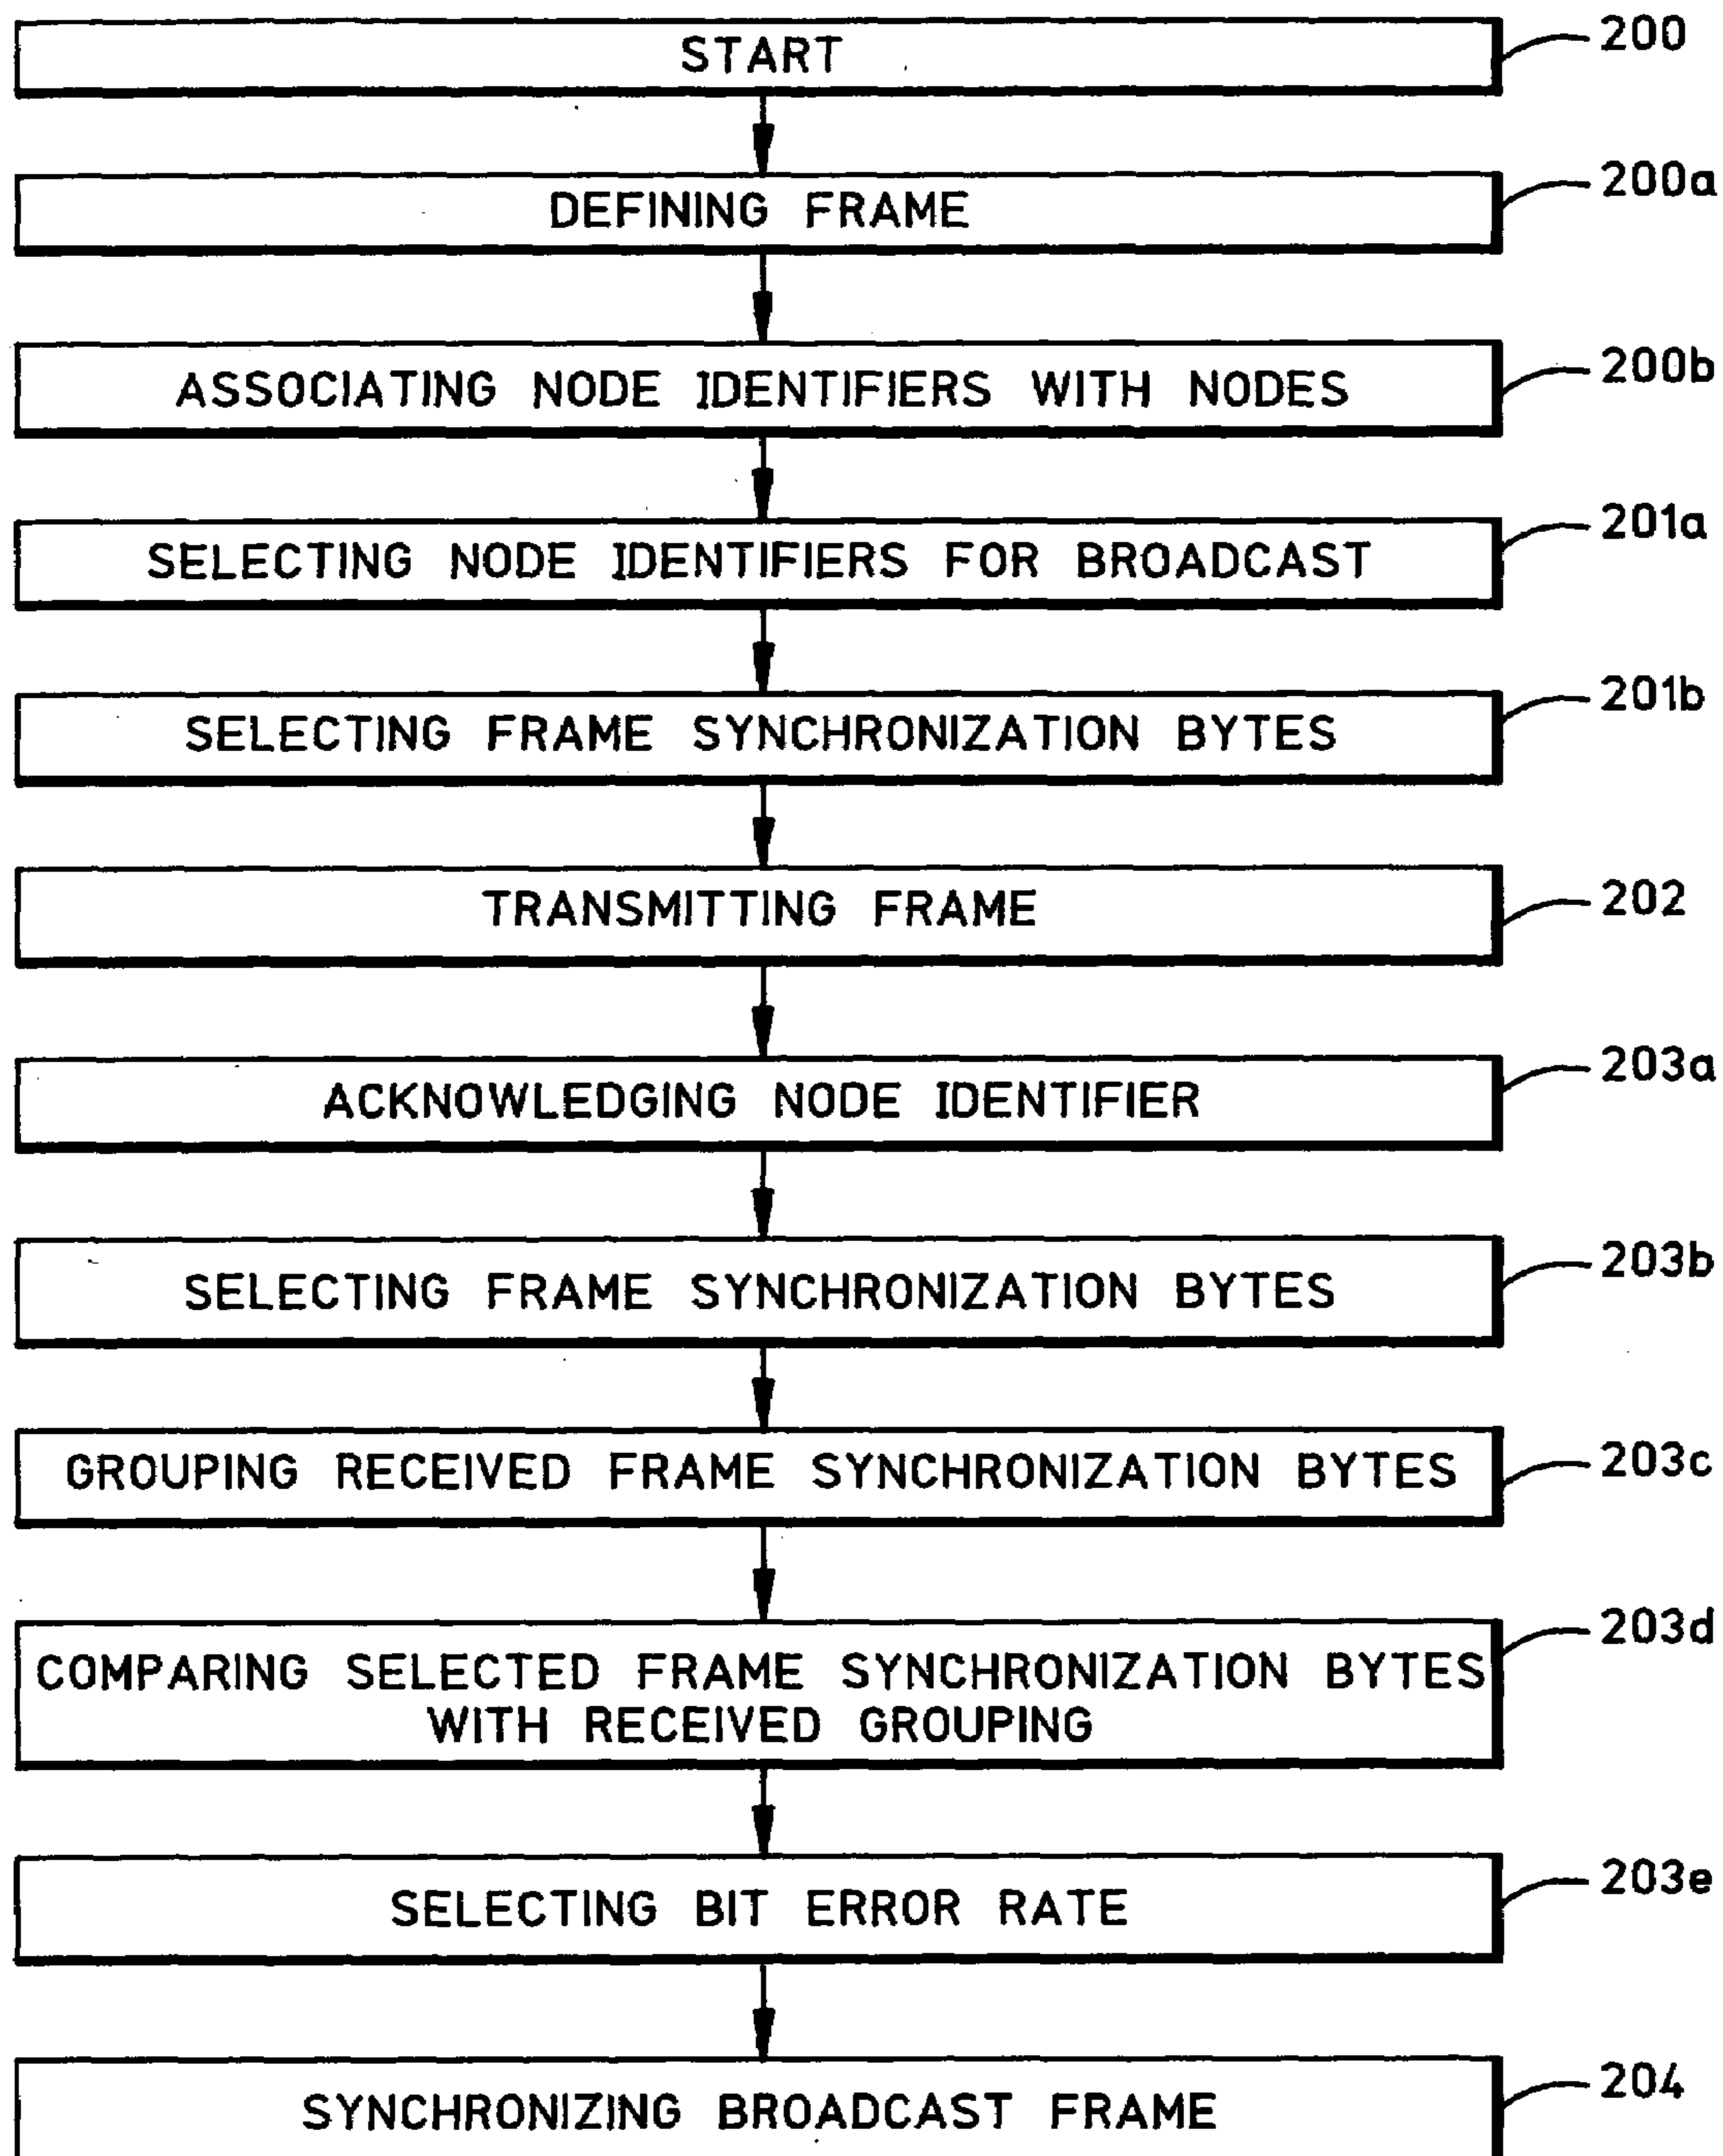 START
200
DEFINING FRAME
200a
ASSOCIATING NODE IDENTIFIERS WITH NODES
200b
SELECTING NODE IDENTIFIERS FOR BROADCAST
201a
SELECTING FRAME SYNCHRONIZATION BYTES
201b
TRANSMITTING FRAME
202
ACKNOWLEDGING NODE IDENTIFIER
203a
SELECTING FRAME SYNCHRONIZATION BYTES
203b
GROUPING RECEIVED FRAME SYNCHRONIZATION BYTES
203c
COMPARING SELECTED FRAME SYNCHRONIZATION BYTES
WITH RECEIVED GROUPING
203d
SELECTING BIT ERROR RATE
203e
SYNCHRONIZING BROADCAST FRAME
204